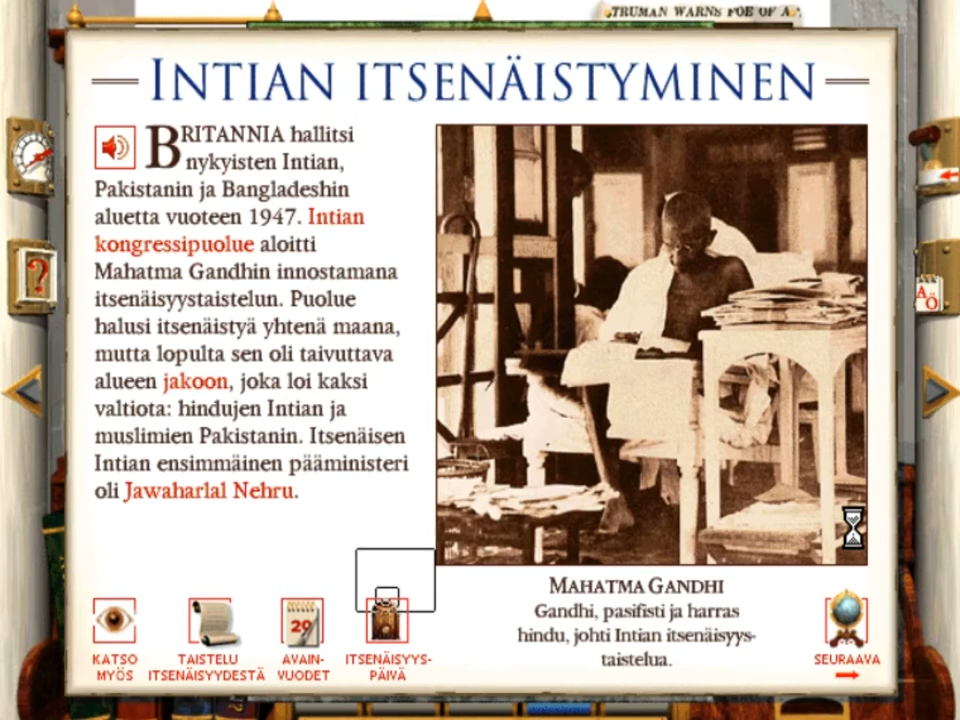 TRUMAN WARNS FOE OF A
INTIAN ITSENÄISTYMINEN
BRITANNIA hallitsi
nykyisten Intian,
Pakistanin ja Bangladeshin
aluetta vuoteen 1947. Intian
kongressipuolue aloitti
Mahatma Gandhin innostamana
itsenäisyystaistelun. Puolue
halusi itsenäistyä yhtenä maana,
mutta lopulta sen oli taivuttava
alueen jakoon, joka loi kaksi
valtiota: hindujen Intian ja
muslimien Pakistanin. Itsenäisen
Intian ensimmäinen pääministeri
oli Jawaharlal Nehru.
MAHATMA GANDHI
Gandhi, pasifisti ja harras
hindu, johti Intian itsenäisyys-
taistelua.
KATSO
MYÖS
TAISTELU
ITSENÄISYYDESTÄ
29
AVAIN-
VUODET
ITSENÄISYYS-
PÄIVÄ
SEURAAVA
?
A
Ö